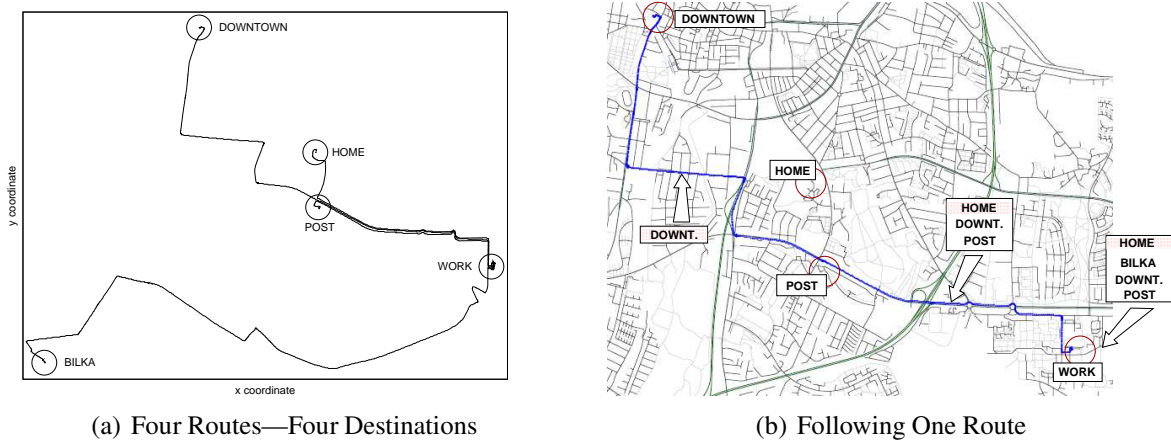 DOWNTOWN
HOME
POST
WORK
BILKA
y coordinate
x coordinate
(a) Four Routes—Four Destinations
DOWNTOWN
HOME
DOWNT.
POST
HOME
DOWNT.
POST
HOME
BILKA
DOWNT.
POST
WORK
(b) Following One Route